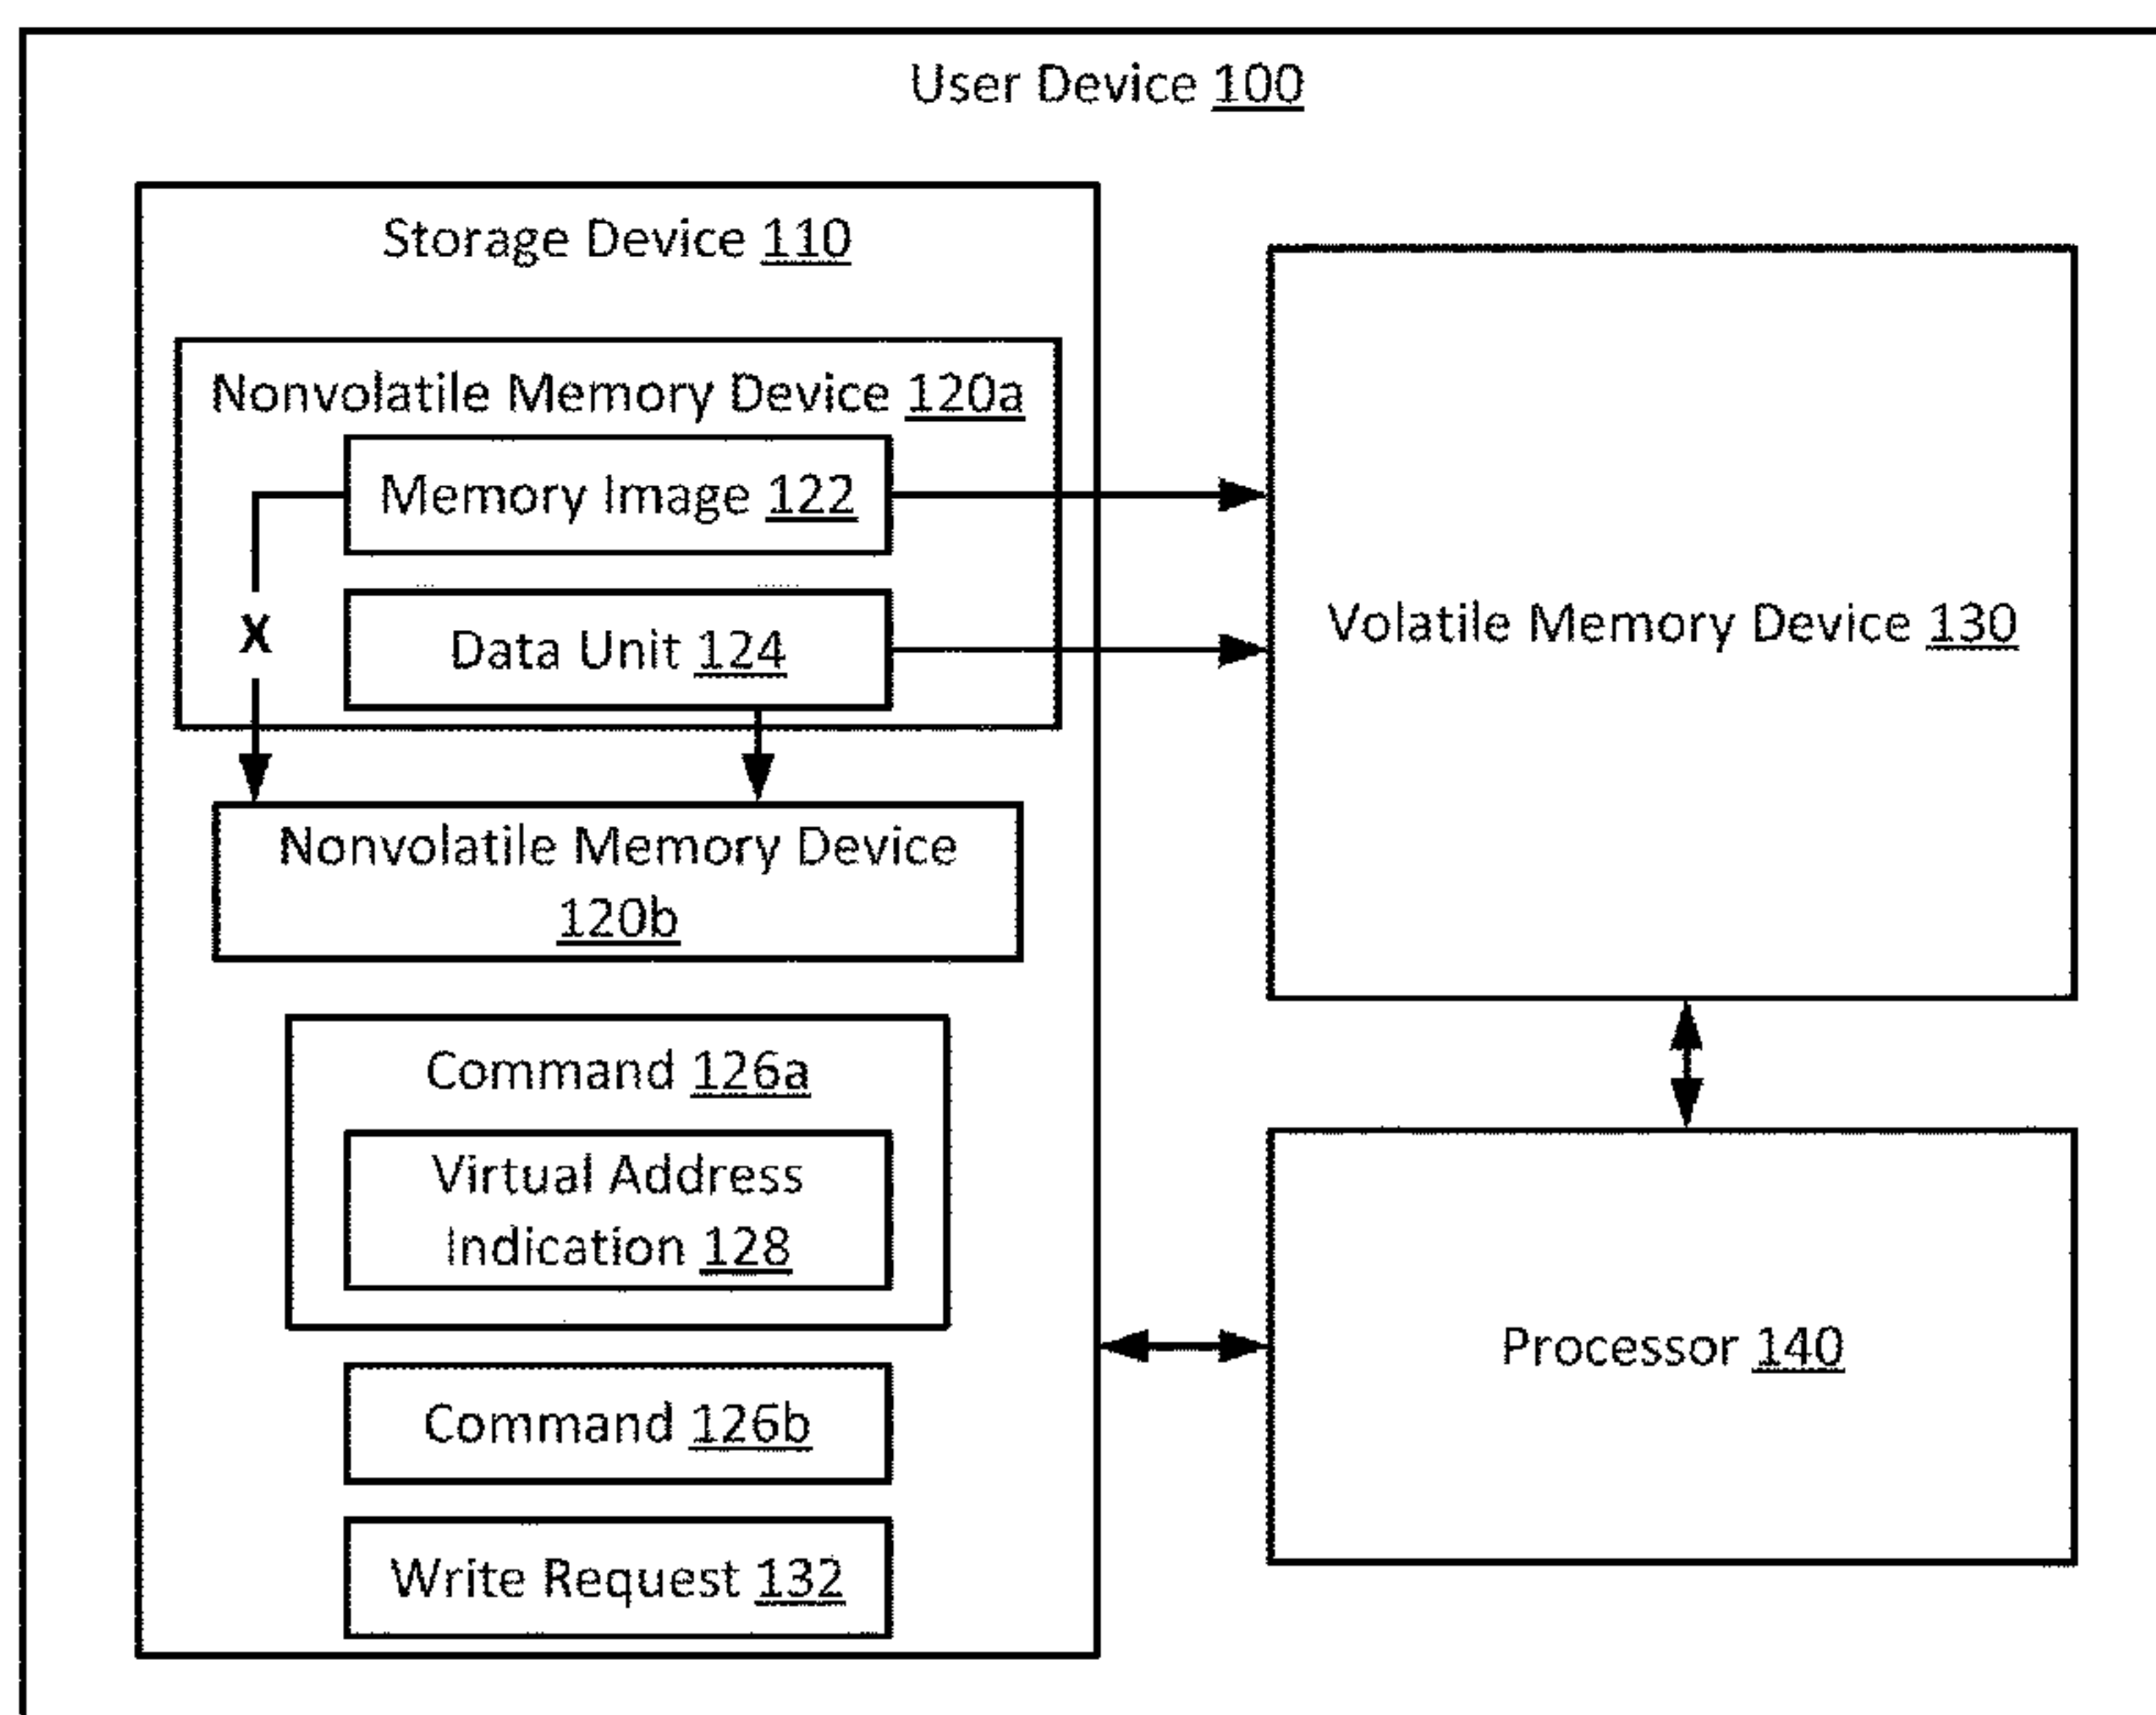 User Device 100
Storage Device 110
Nonvolatile Memory Device 120a
Memory Image 122
X
Data Unit 124
Nonvolatile Memory Device
120b
Command 126a
Virtual Address
Indication 128
Command 126b
Write Request 132
Volatile Memory Device 130
Processor 140